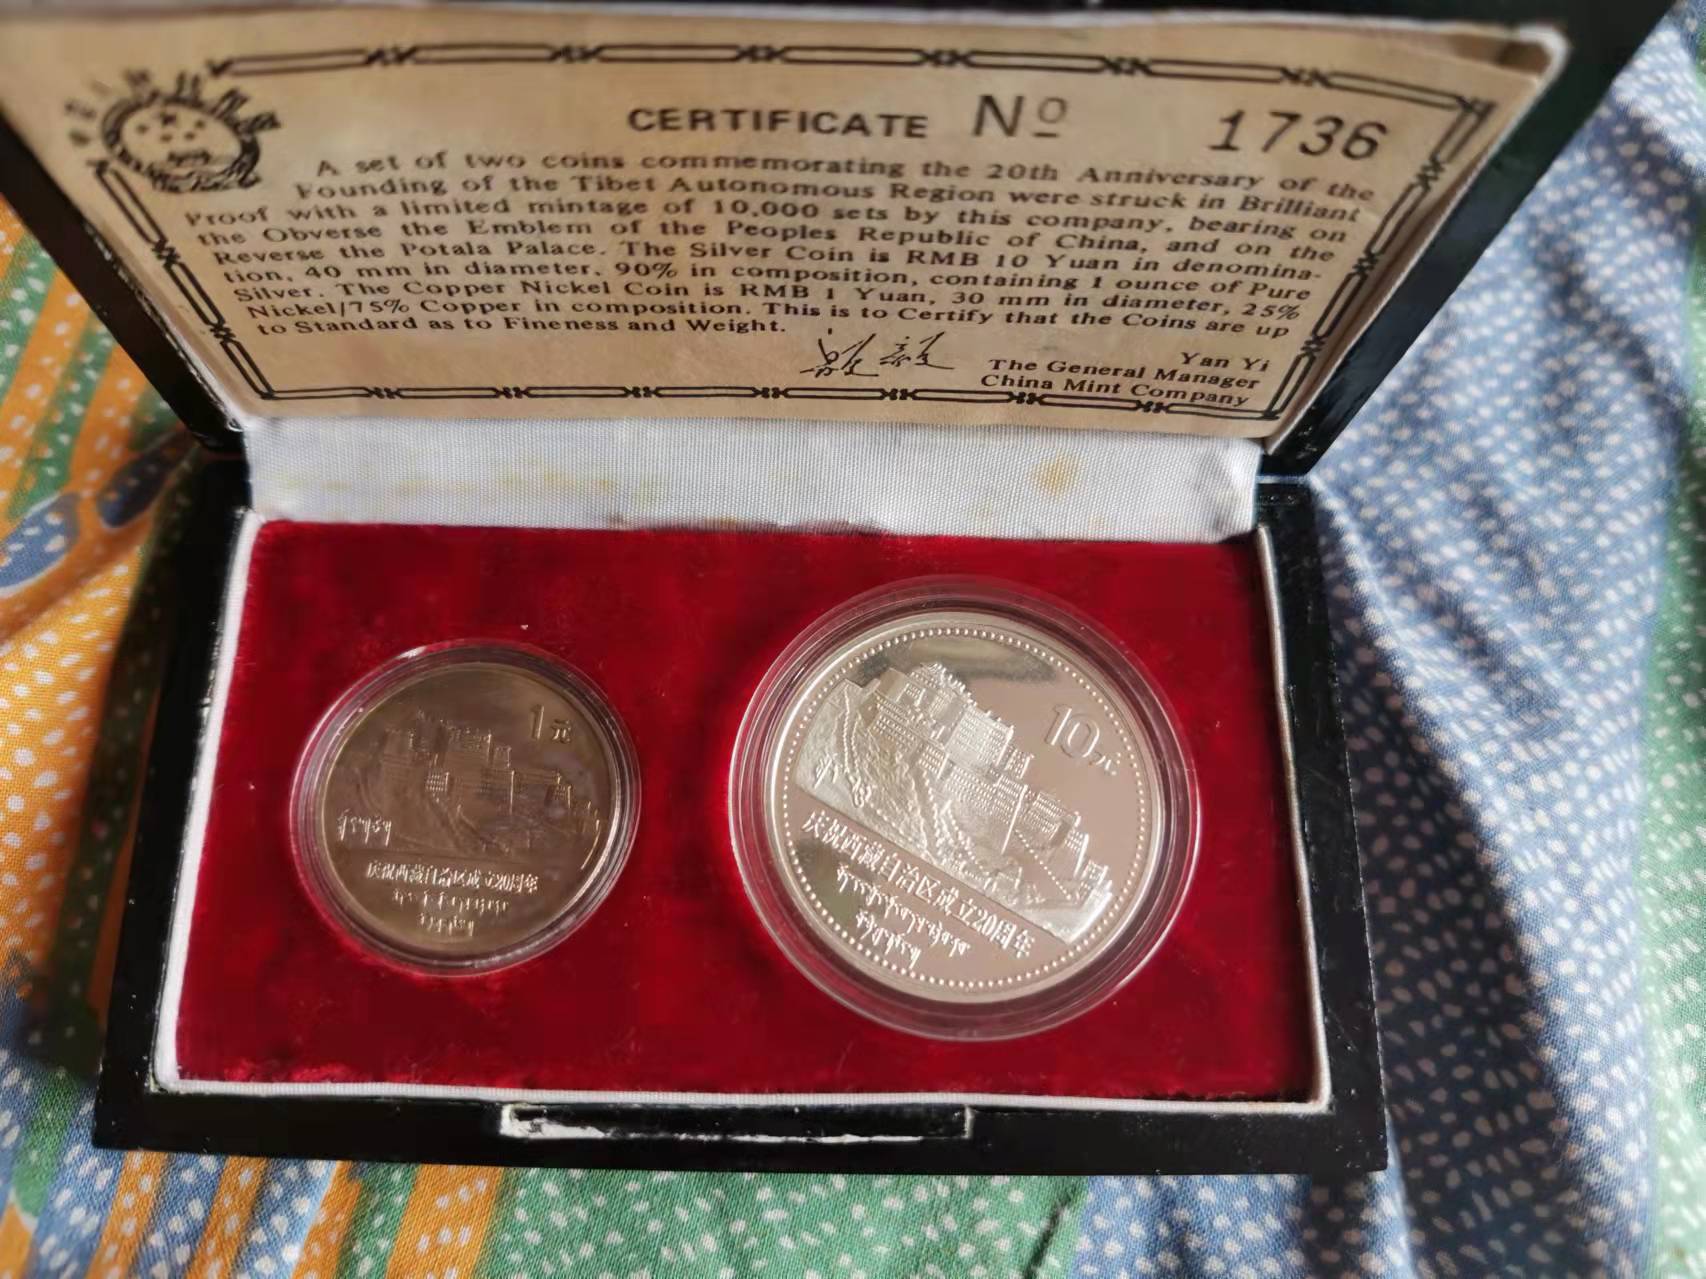 CERTIFICATE Nº 1736
A set of two coins commemorating the 20th Anniversary of the
Founding of the Tibet Autonomous Region were struck in Brilliant
Proof with a limited mintage of 10,000 sets by this company, bearing on
the Obverse the Emblem of the Peoples Republic of China, and on the
Reverse the Potala Palace. The Silver Coin is RMB 10 Yuan in denomina-
tion, 40 mm in diameter, 90% in composition, containing 1 ounce of Pure
Silver. The Copper Nickel Coin is RMB 1 Yuan, 30 mm in diameter, 25%
Nickel/75% Copper in composition. This is to Certify that the Coins are up
to Standard as to Fineness and Weight.
Yan Yi
The General Manager
China Mint Company
1元
庆祝西藏自治区成立20周年
10元
庆祝西藏自治区成立20周年